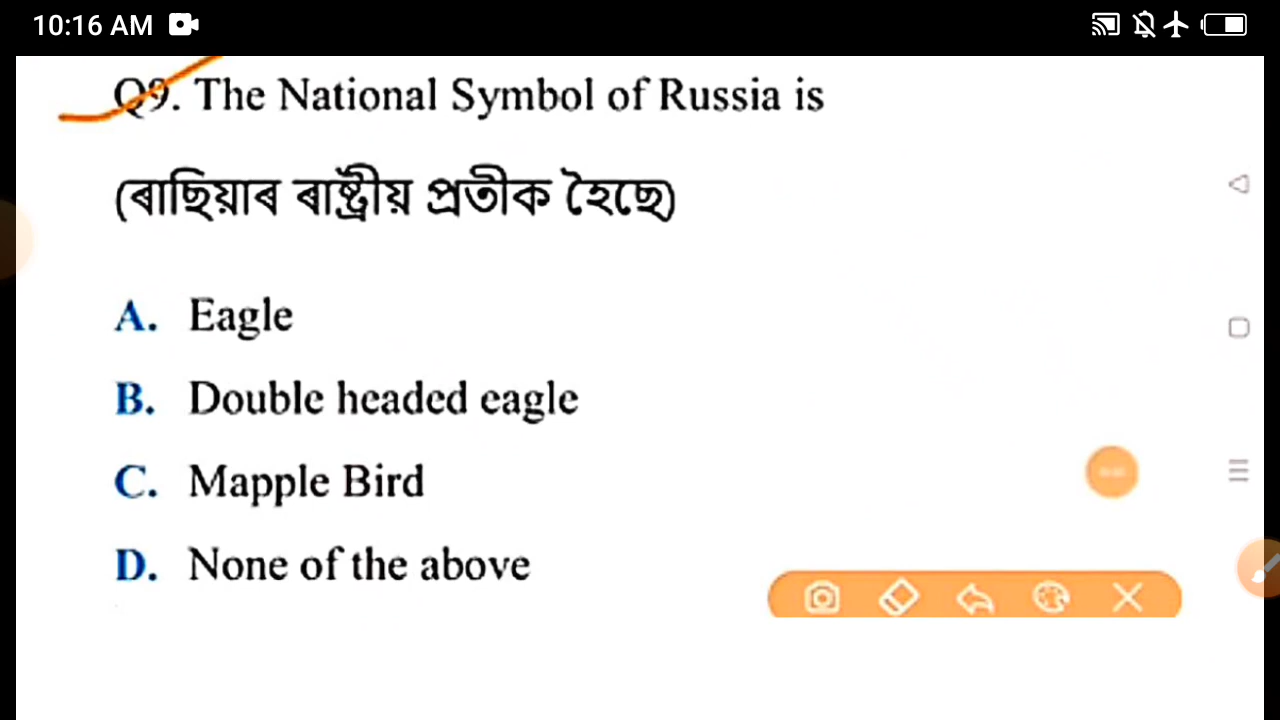 10:16 AM
Q9. The National Symbol of Russia is
(ৰাছিয়াৰ ৰাষ্ট্ৰীয় প্ৰতীক হৈছে)
A. Eagle
B. Double headed eagle
C. Mapple Bird
D. None of the above